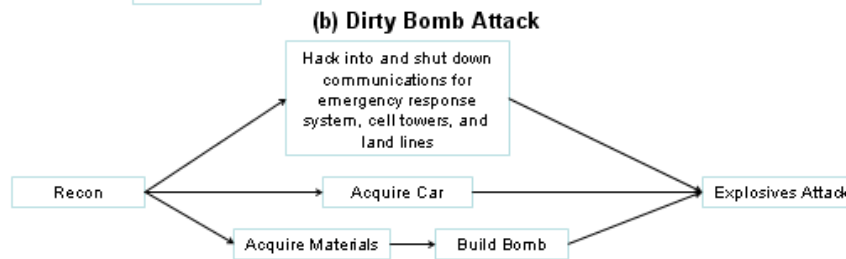 (b) Dirty Bomb Attack
Hack into and shut down
communications for
emergency response
system, cell towers, and
land lines
Recon
Acquire Car
Explosives Attack
Acquire Materials
Build Bomb